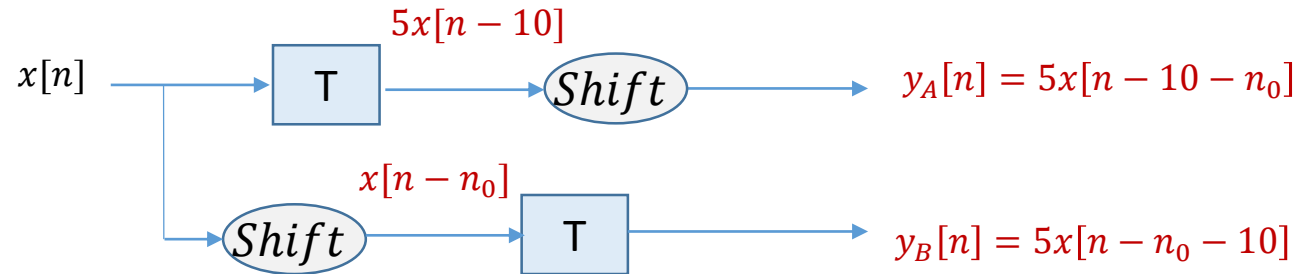 5x[n − 10]
x[n] T Shift y_A[n] = 5x[n − 10 − n_0]
x[n − n_0]
Shift T y_B[n] = 5x[n − n_0 − 10]